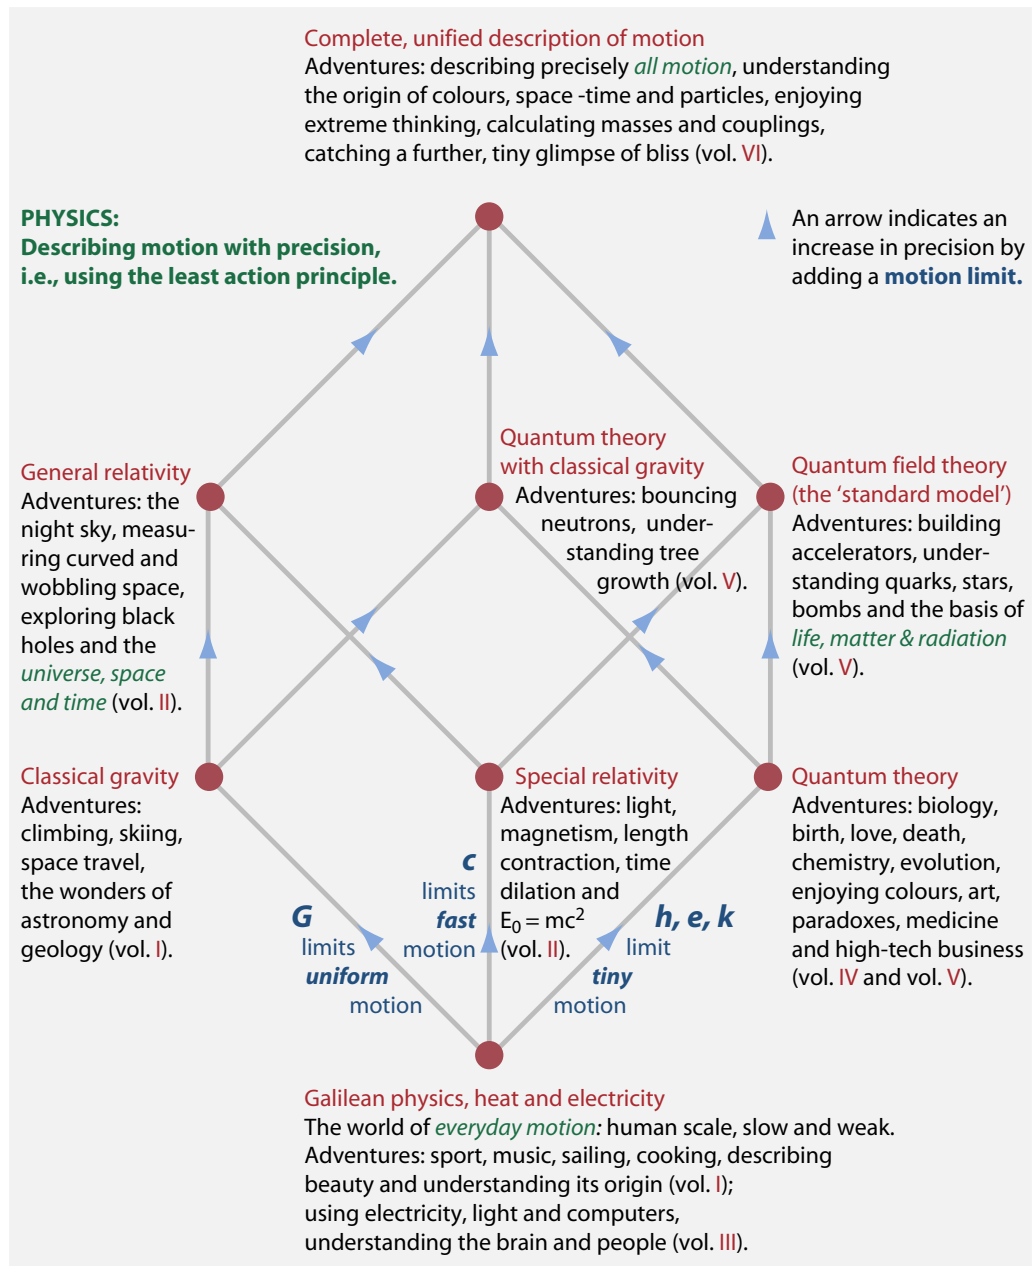 Complete, unified description of motion
Adventures: describing precisely all motion, understanding
the origin of colours, space -time and particles, enjoying
extreme thinking, calculating masses and couplings,
catching a further, tiny glimpse of bliss (vol. VI).
PHYSICS:
Describing motion with precision,
i.e., using the least action principle.
An arrow indicates an
increase in precision by
adding a motion limit.
General relativity
Adventures: the
night sky, measu-
ring curved and
wobbling space,
exploring black
holes and the
universe, space
and time (vol. II).
Quantum theory
with classical gravity
Adventures: bouncing
neutrons, under-
standing tree
growth (vol. V).
Quantum field theory
(the ‘standard model’)
Adventures: building
accelerators, under-
standing quarks, stars,
bombs and the basis of
life, matter & radiation
(vol. V).
Classical gravity
Adventures:
climbing, skiing,
space travel,
the wonders of
astronomy and
geology (vol. I).
Special relativity
Adventures: light,
magnetism, length
contraction, time
dilation and
E₀ = mc²
(vol. II).
Quantum theory
Adventures: biology,
birth, love, death,
chemistry, evolution,
enjoying colours, art,
paradoxes, medicine
and high-tech business
(vol. IV and vol. V).
G
limits
uniform
motion
c
limits
fast
motion
h, e, k
limit
tiny
motion
Galilean physics, heat and electricity
The world of everyday motion: human scale, slow and weak.
Adventures: sport, music, sailing, cooking, describing
beauty and understanding its origin (vol. I);
using electricity, light and computers,
understanding the brain and people (vol. III).